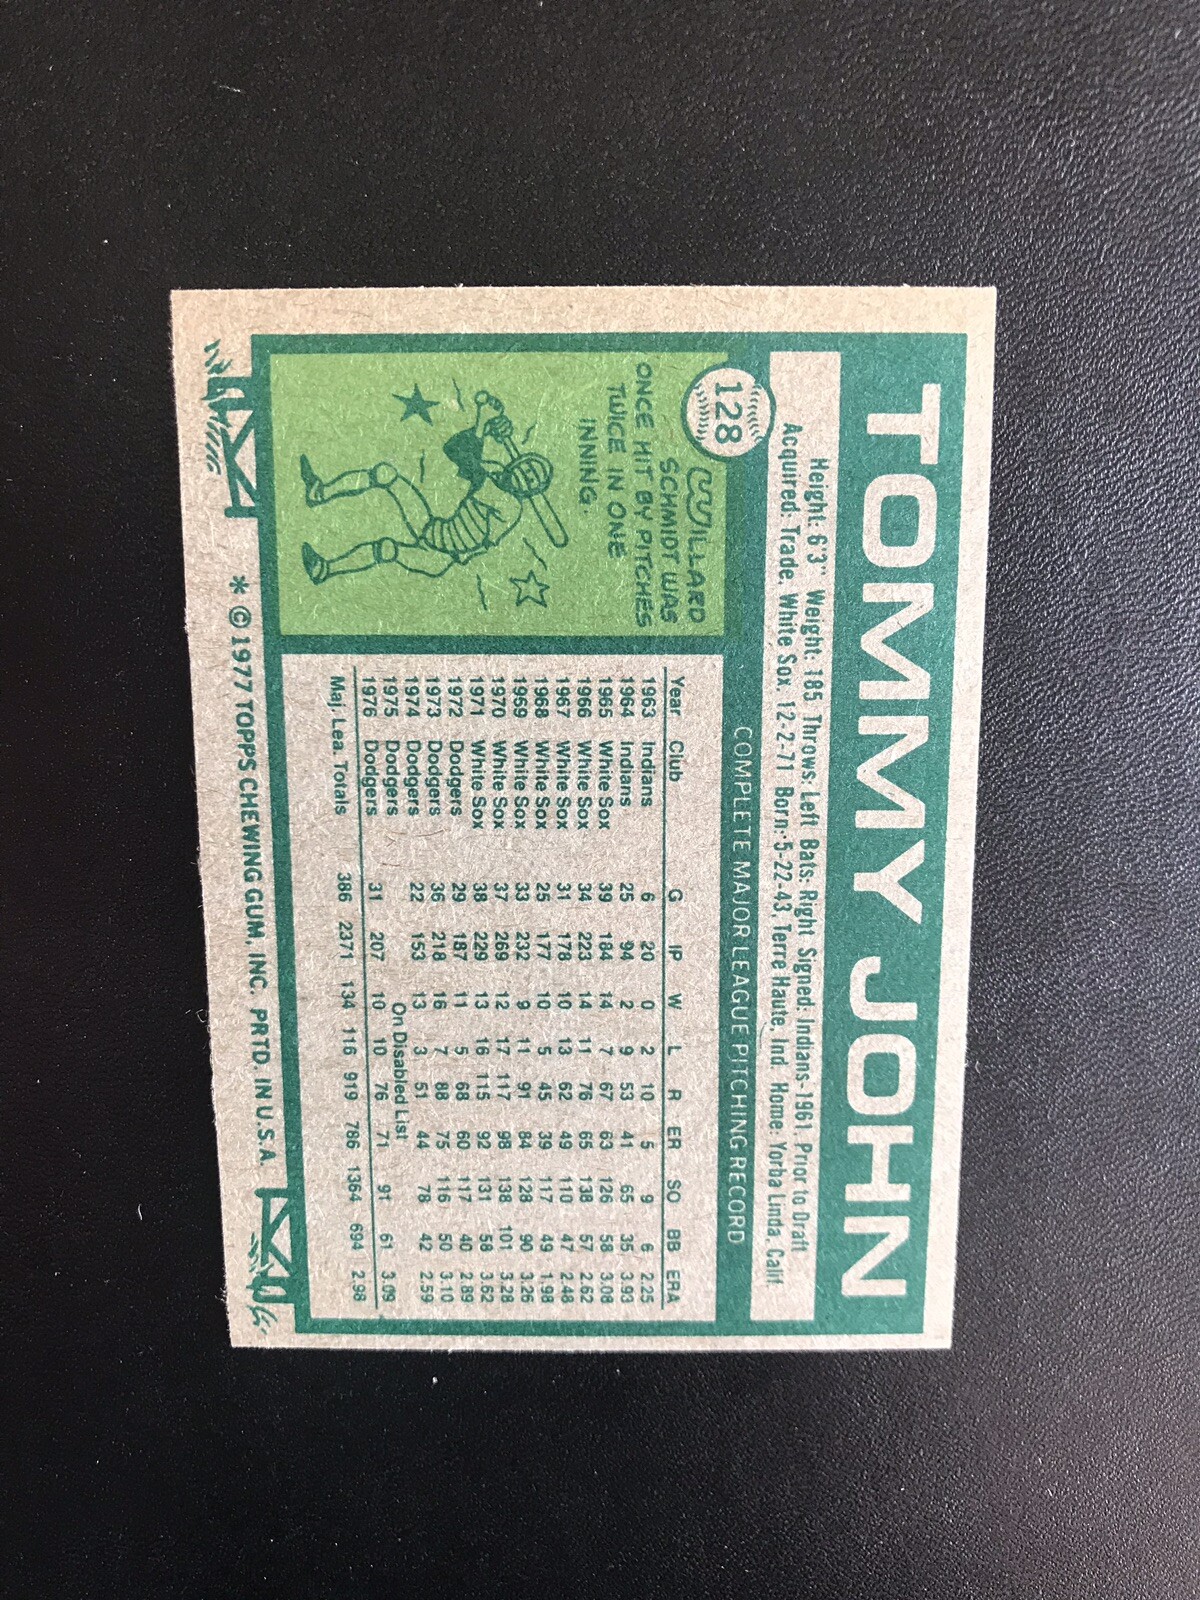 TOMMY JOHN
128
Height: 6'3" Weight: 185 Throws: Left Bats: Right Signed: Indians-1961, Prior to Draft
Acquired: Trade, White Sox, 12-2-71 Born: 5-22-43, Terre Haute, Ind. Home: Yorba Linda, Calif.
COMPLETE MAJOR LEAGUE PITCHING RECORD
WILLARD
SCHMIDT WAS
ONCE HIT BY PITCHES
TWICE IN ONE
INNING.
Year Club G IP W L R ER SO BB ERA
1963 Indians 6 20 0 2 10 5 9 6 2.25
1964 Indians 25 94 2 9 53 41 65 35 3.93
1965 White Sox 39 184 14 7 67 63 126 58 3.08
1966 White Sox 34 223 14 11 76 65 138 57 2.62
1967 White Sox 31 178 10 13 62 49 110 47 2.48
1968 White Sox 25 177 10 5 45 39 117 49 1.98
1969 White Sox 33 232 9 11 91 84 128 90 3.26
1970 White Sox 37 269 12 17 117 98 138 101 3.28
1971 White Sox 38 229 13 16 115 92 131 58 3.62
1972 Dodgers 29 187 11 5 68 60 117 40 2.89
1973 Dodgers 36 218 16 7 88 75 116 50 3.10
1974 Dodgers 22 153 13 3 51 44 78 42 2.59
1975 Dodgers On Disabled List
1976 Dodgers 31 207 10 10 76 71 91 61 3.09
Maj. Lea. Totals 386 2371 134 116 919 786 1364 694 2.98
* © 1977 TOPPS CHEWING GUM, INC. PRTD. IN U.S.A.